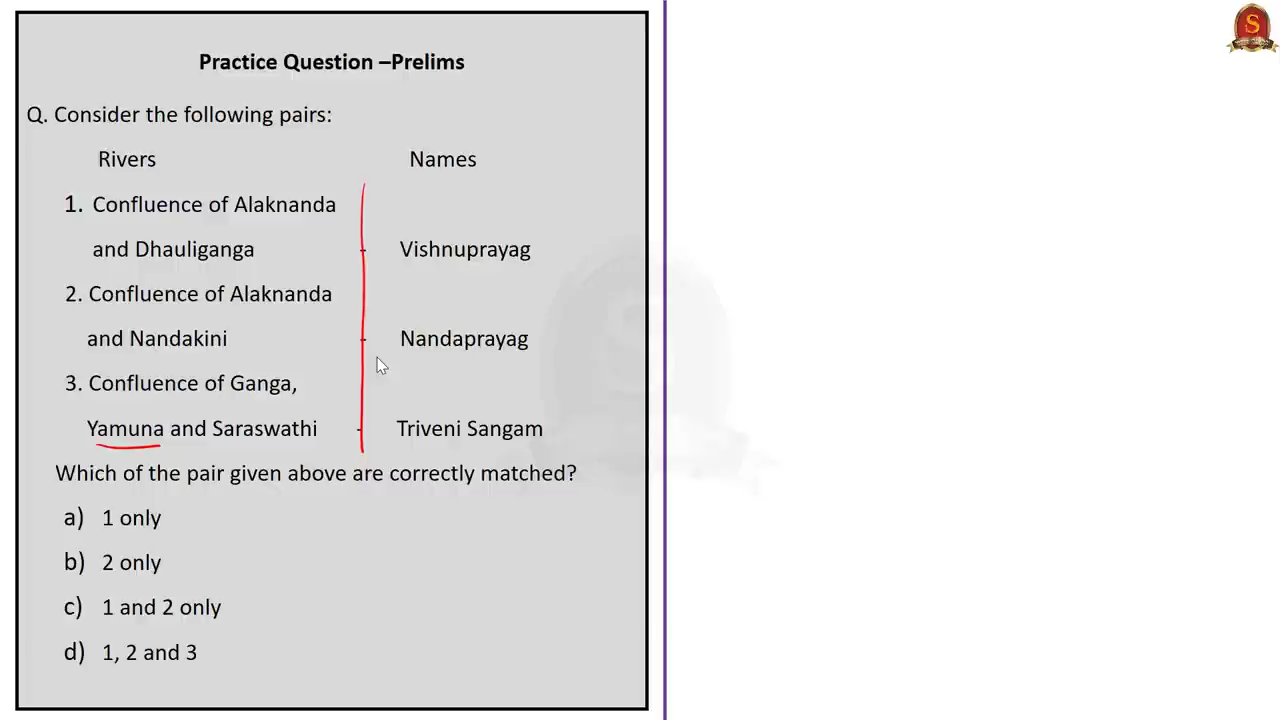 Practice Question –Prelims
Q. Consider the following pairs:
Rivers Names
1. Confluence of Alaknanda
and Dhauliganga - Vishnuprayag
2. Confluence of Alaknanda
and Nandakini - Nandaprayag
3. Confluence of Ganga,
Yamuna and Saraswathi - Triveni Sangam
Which of the pair given above are correctly matched?
a) 1 only
b) 2 only
c) 1 and 2 only
d) 1, 2 and 3
S